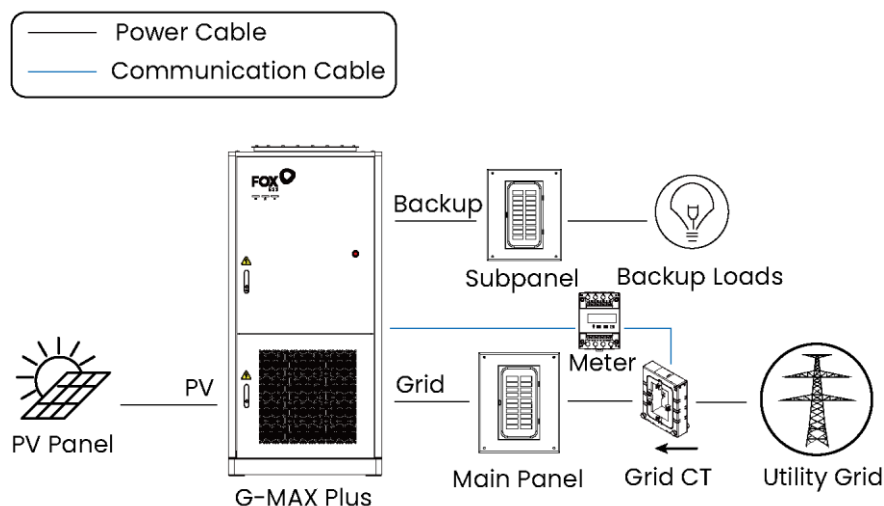 Power Cable
Communication Cable
FOX
ESS
Backup
Subpanel
Backup Loads
Meter
PV
Grid
PV Panel
Main Panel
Grid CT
Utility Grid
G-MAX Plus